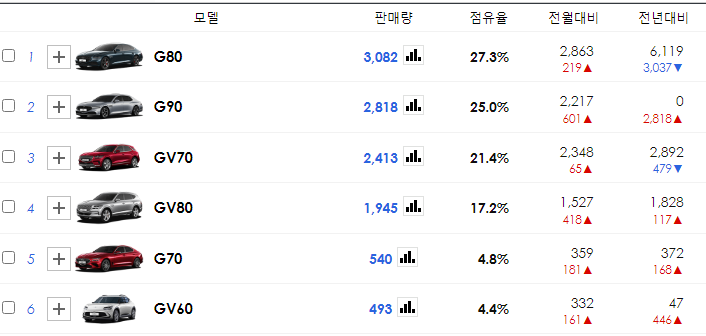 모델 판매량 점유율 전월대비 전년대비
1 G80 3,082 27.3% 2,863 6,119
219▲ 3,037▼
2 G90 2,818 25.0% 2,217 0
601▲ 2,818▲
3 GV70 2,413 21.4% 2,348 2,892
65▲ 479▼
4 GV80 1,945 17.2% 1,527 1,828
418▲ 117▲
5 G70 540 4.8% 359 372
181▲ 168▲
6 GV60 493 4.4% 332 47
161▲ 446▲